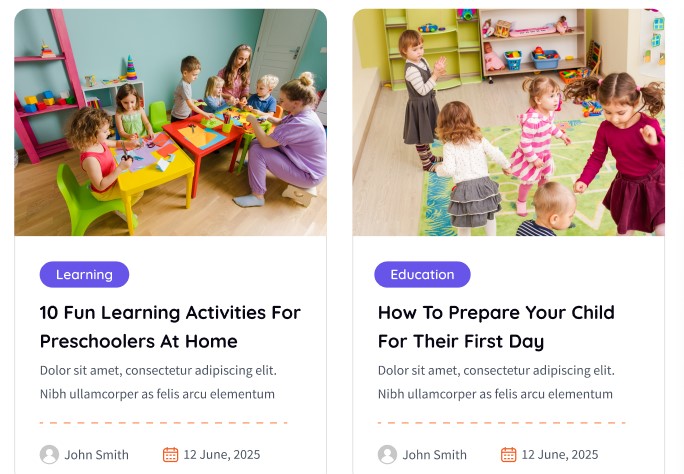 Learning
10 Fun Learning Activities For
Preschoolers At Home
Dolor sit amet, consectetur adipiscing elit.
Nibh ullamcorper as felis arcu elementum
John Smith
12 June, 2025
Education
How To Prepare Your Child
For Their First Day
Dolor sit amet, consectetur adipiscing elit.
Nibh ullamcorper as felis arcu elementum
John Smith
12 June, 2025